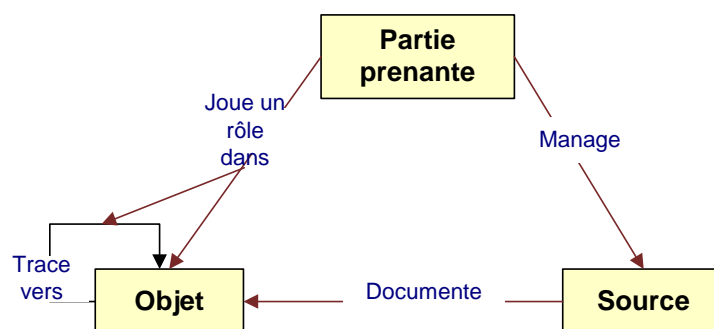 Partie
prenante
Joue un
rôle
dans
Manage
Trace
vers
Objet
Documente
Source